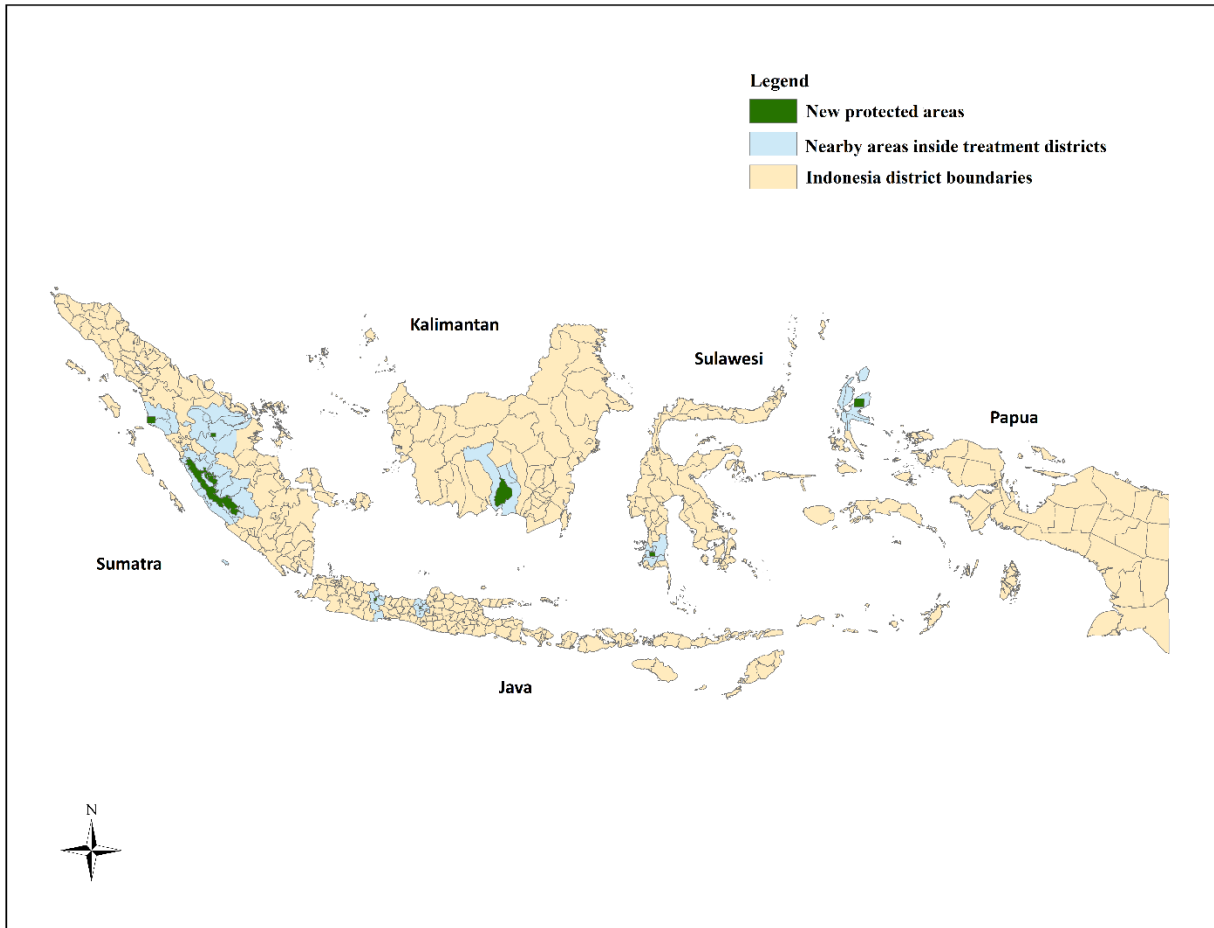 Legend
New protected areas
Nearby areas inside treatment districts
Indonesia district boundaries
Kalimantan
Sulawesi
Papua
Sumatra
Java
N